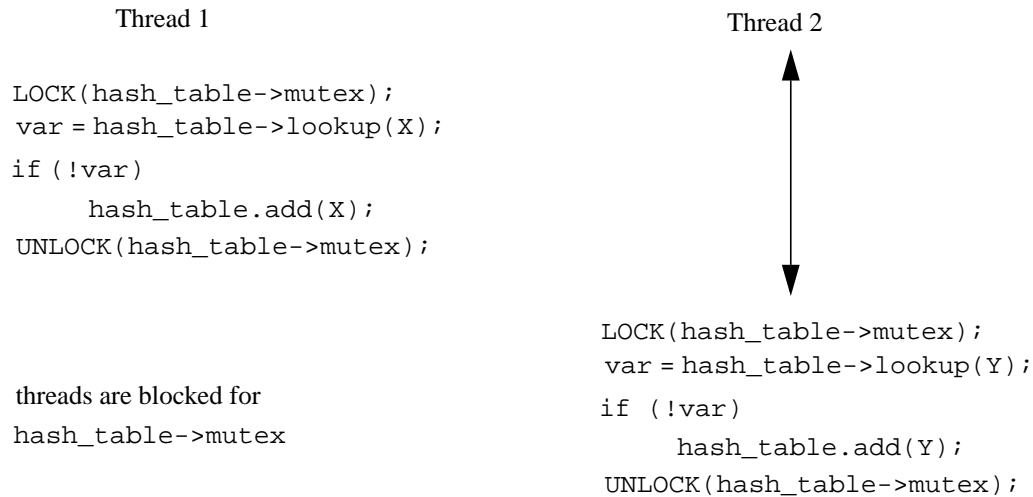 Thread 1
LOCK(hash_table->mutex);
var = hash_table->lookup(X);
if (!var)
hash_table.add(X);
UNLOCK(hash_table->mutex);
threads are blocked for
hash_table->mutex
Thread 2
LOCK(hash_table->mutex);
var = hash_table->lookup(Y);
if (!var)
hash_table.add(Y);
UNLOCK(hash_table->mutex);